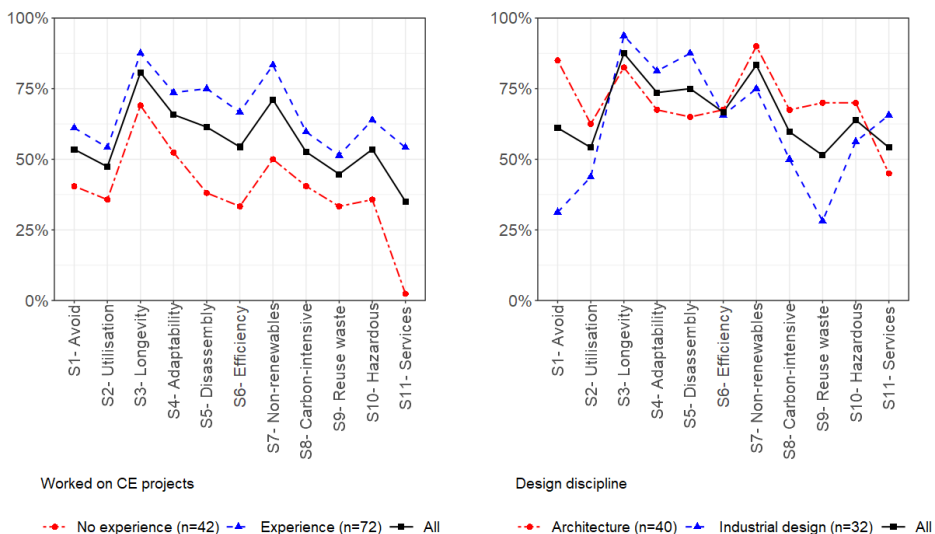 100%
75%
50%
25%
0%
S1- Avoid
S2- Utilisation
S3- Longevity
S4- Adaptability
S5- Disassembly
S6- Efficiency
S7- Non-renewables
S8- Carbon-intensive
S9- Reuse waste
S10- Hazardous
S11- Services
Worked on CE projects
No experience (n=42) Experience (n=72) All
100%
75%
50%
25%
0%
S1- Avoid
S2- Utilisation
S3- Longevity
S4- Adaptability
S5- Disassembly
S6- Efficiency
S7- Non-renewables
S8- Carbon-intensive
S9- Reuse waste
S10- Hazardous
S11- Services
Design discipline
Architecture (n=40) Industrial design (n=32) All